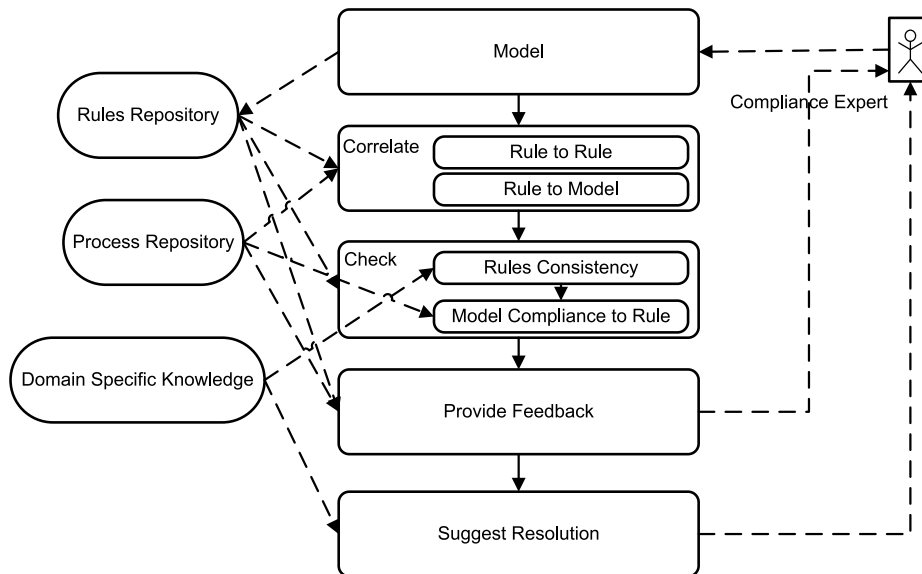 Model
Compliance Expert
Rules Repository
Correlate
Rule to Rule
Rule to Model
Process Repository
Check
Rules Consistency
Model Compliance to Rule
Domain Specific Knowledge
Provide Feedback
Suggest Resolution